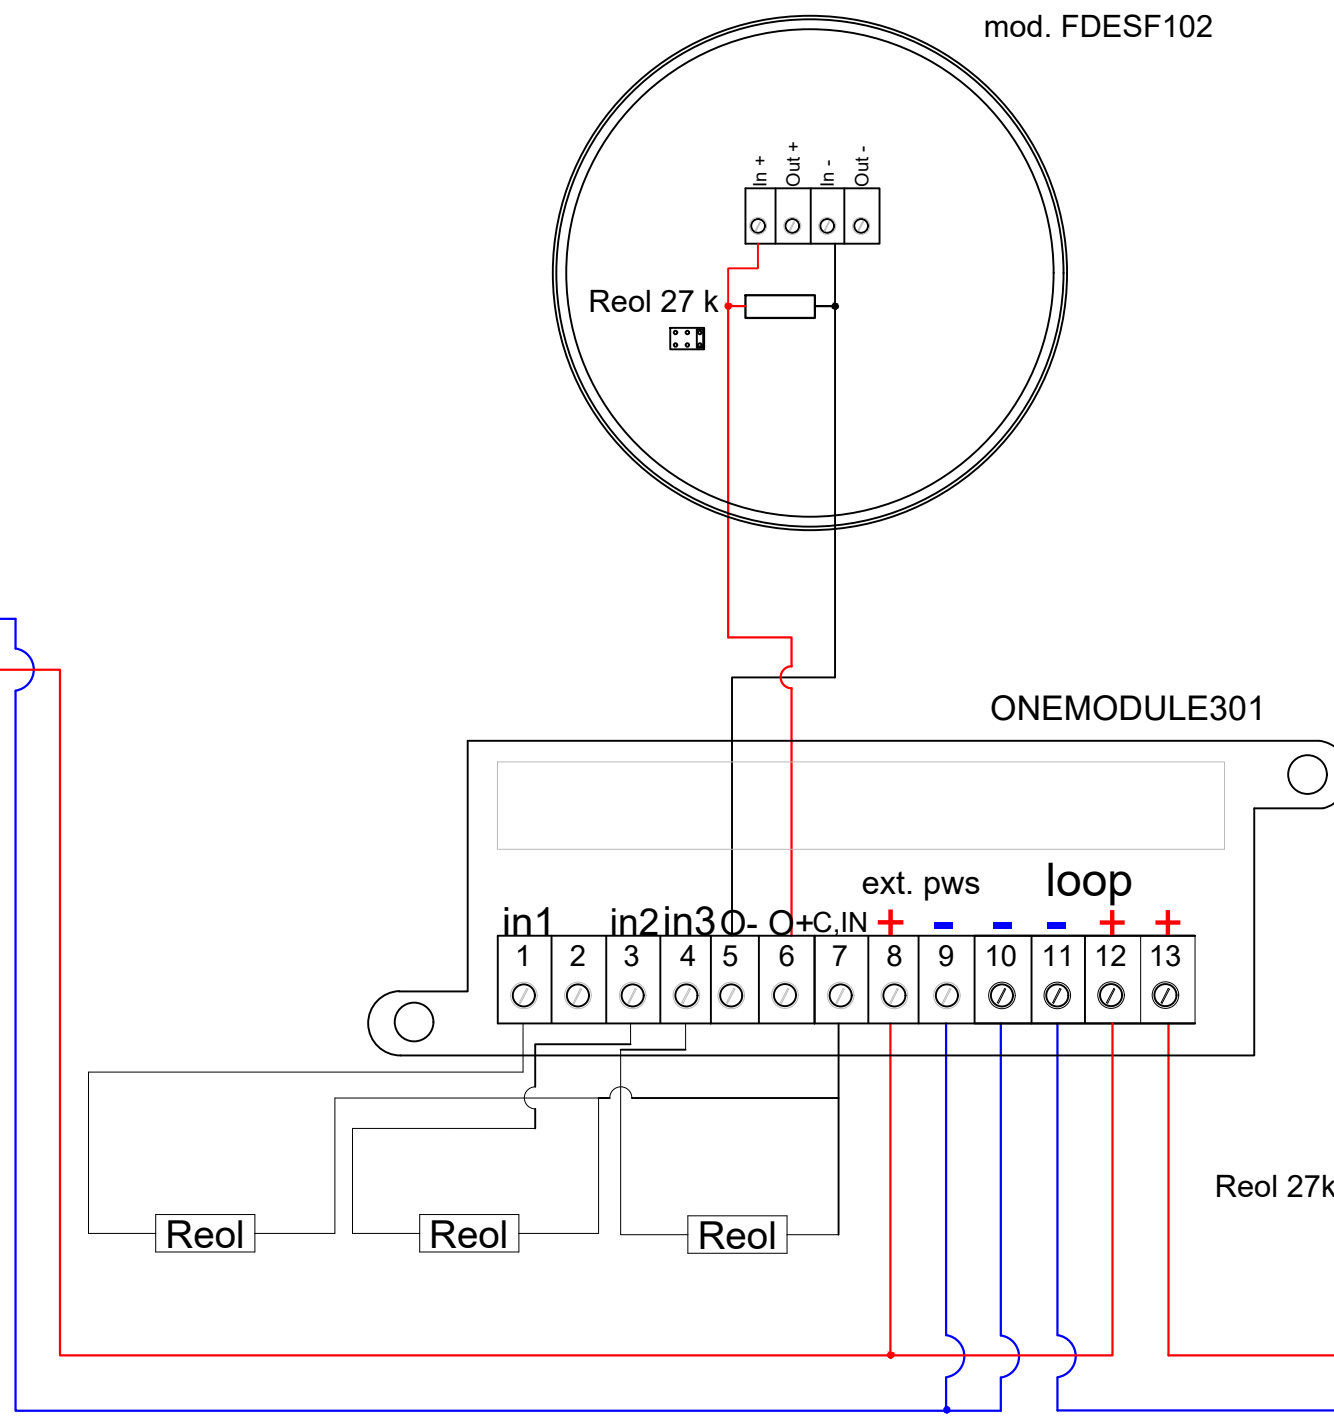 mod. FDESF102
In +
Out +
In -
Out -
Reol 27 k
ONEMODULE301
ext. pws
loop
in1 in2 in3 O- O+ C,IN + - - - + +
1 2 3 4 5 6 7 8 9 10 11 12 13
Reol 27k
Reol Reol Reol